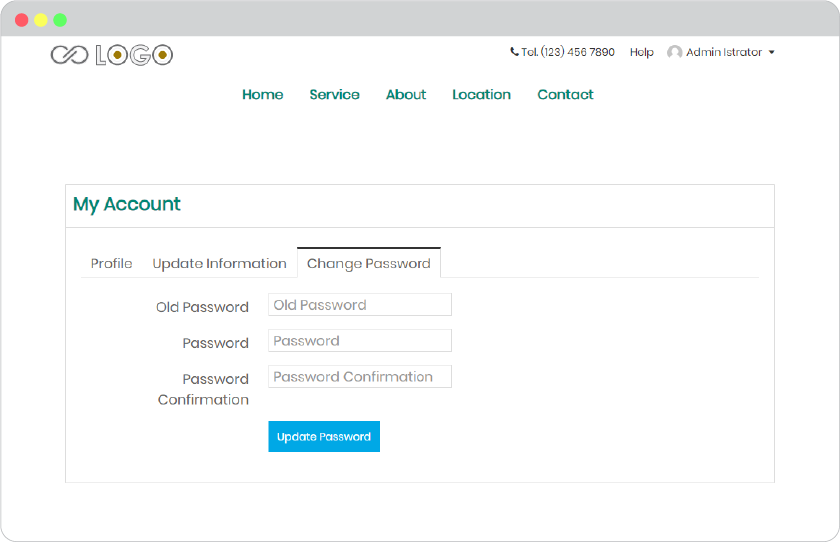 LOGO
Tel. (123) 456 7890 Help Admin Istrator
Home Service About Location Contact
My Account
Profile Update Information Change Password
Old Password Old Password
Password Password
Password Password Confirmation
Confirmation
Update Password